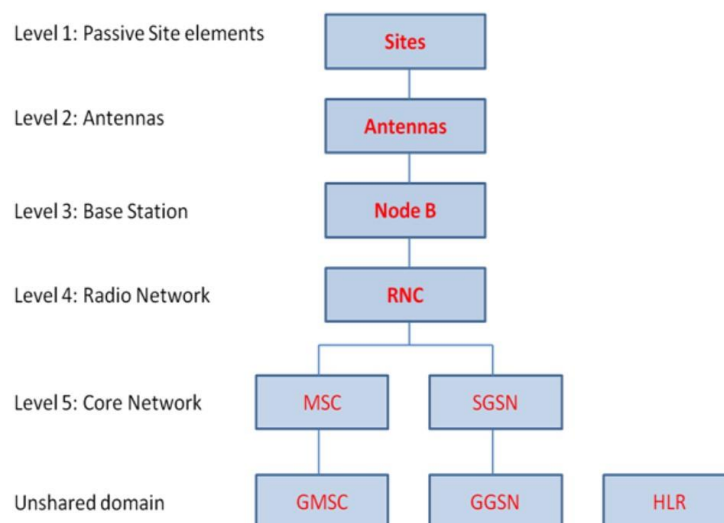 Level 1: Passive Site elements
Sites
Level 2: Antennas
Antennas
Level 3: Base Station
Node B
Level 4: Radio Network
RNC
Level 5: Core Network
MSC
SGSN
Unshared domain
GMSC
GGSN
HLR